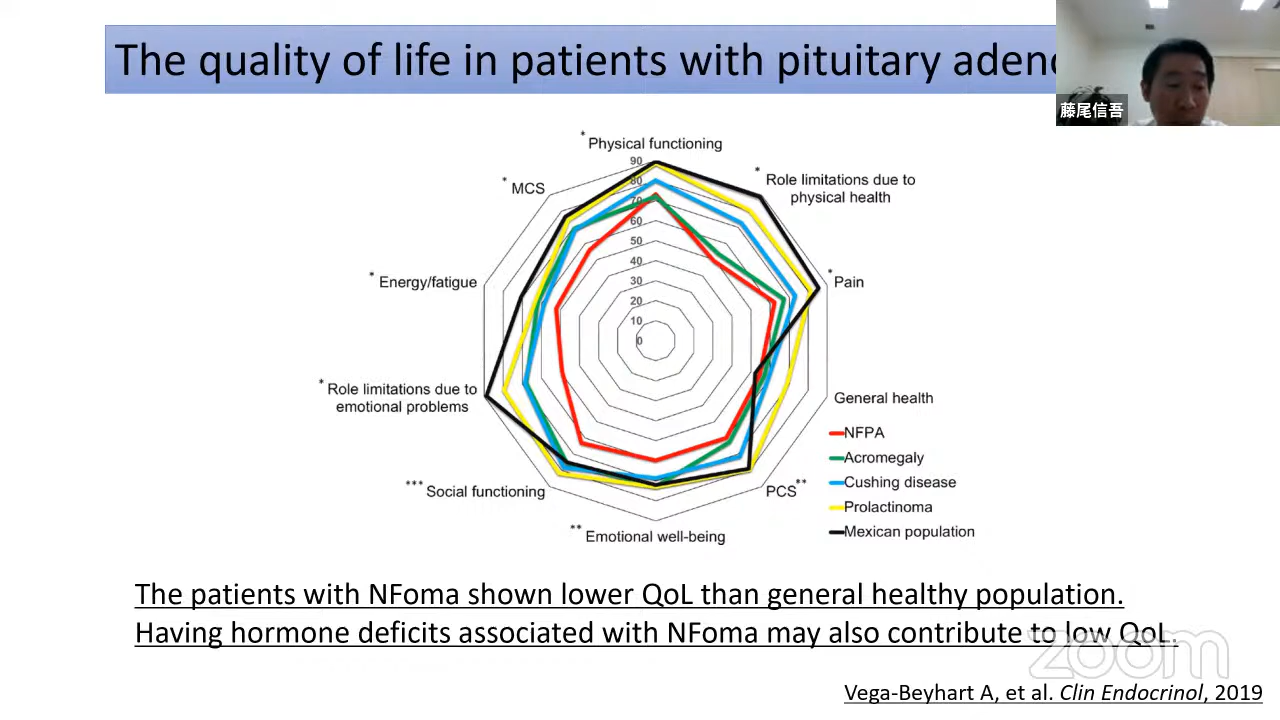 The quality of life in patients with pituitary
藤尾信吾
* Physical functioning
* Role limitations due to
physical health
* MCS
* Energy/fatigue
* Pain
90
80
70
60
50
40
30
20
10
0
* Role limitations due to
emotional problems
General health
*** Social functioning
PCS**
** Emotional well-being
NFPA
Acromegaly
Cushing disease
Prolactinoma
Mexican population
The patients with NFoma shown lower QoL than general healthy population.
Having hormone deficits associated with NFoma may also contribute to low QoL.
zoom
Vega-Beyhart A, et al. Clin Endocrinol, 2019